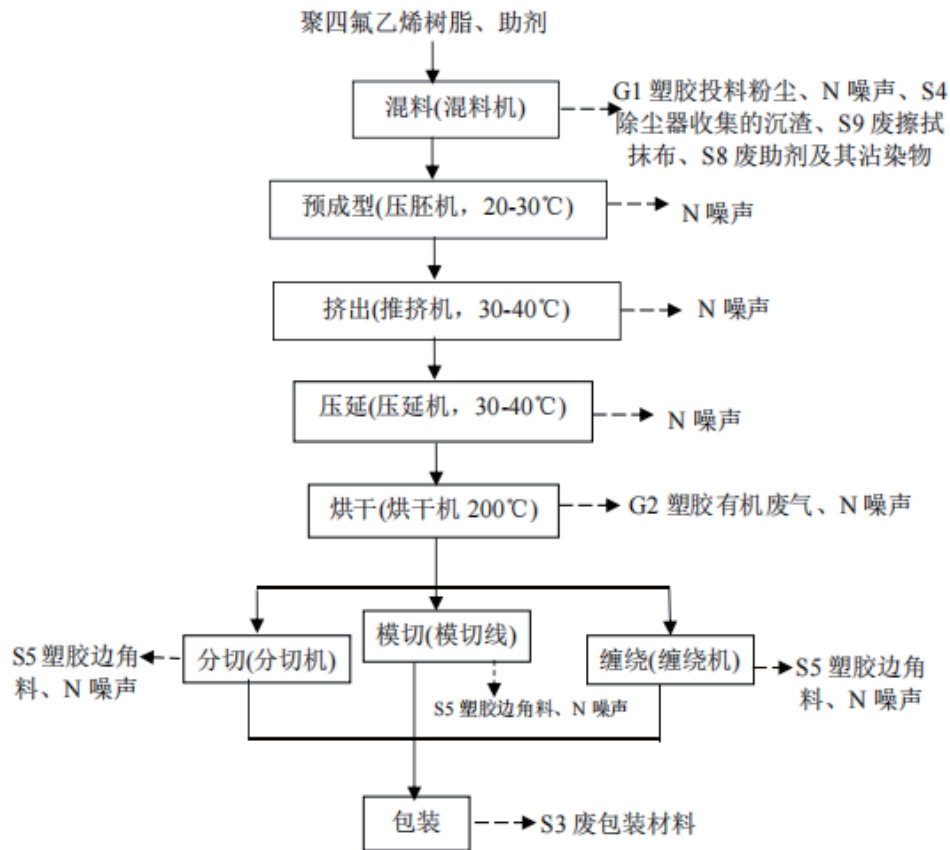 聚四氟乙烯树脂、助剂
混料(混料机)
G1 塑胶投料粉尘、N 噪声、S4
除尘器收集的沉渣、S9 废擦拭
抹布、S8 废助剂及其沾染物
预成型(压胚机，20-30℃)
N 噪声
挤出(推挤机，30-40℃)
N 噪声
压延(压延机，30-40℃)
N 噪声
烘干(烘干机 200℃)
G2 塑胶有机废气、N 噪声
S5 塑胶边角
料、N 噪声
分切(分切机)
模切(模切线)
S5 塑胶边角料、N 噪声
缠绕(缠绕机)
S5 塑胶边角
料、N 噪声
包装
S3 废包装材料